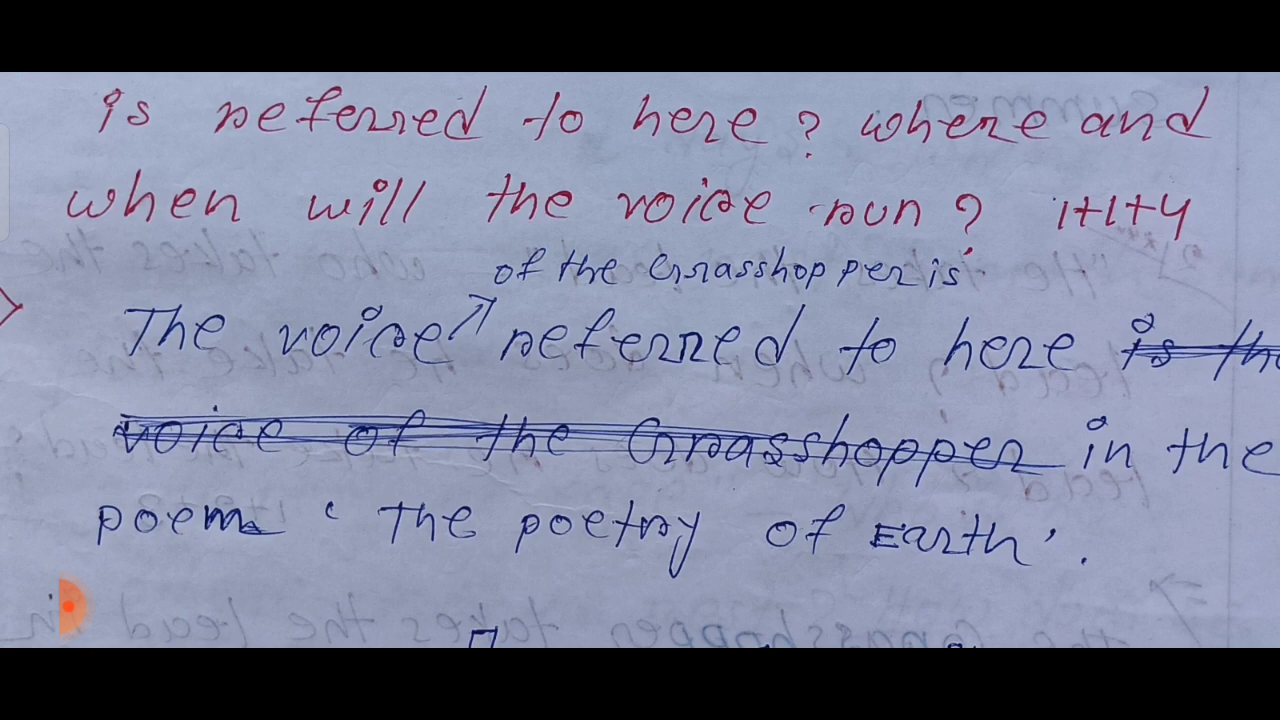 is referred to here? where and
when will the voice run? 1+1+4
of the Grasshopper is
The voice referred to here is the
voice of the Grasshopper in the
poem 'The poetry of Earth'.